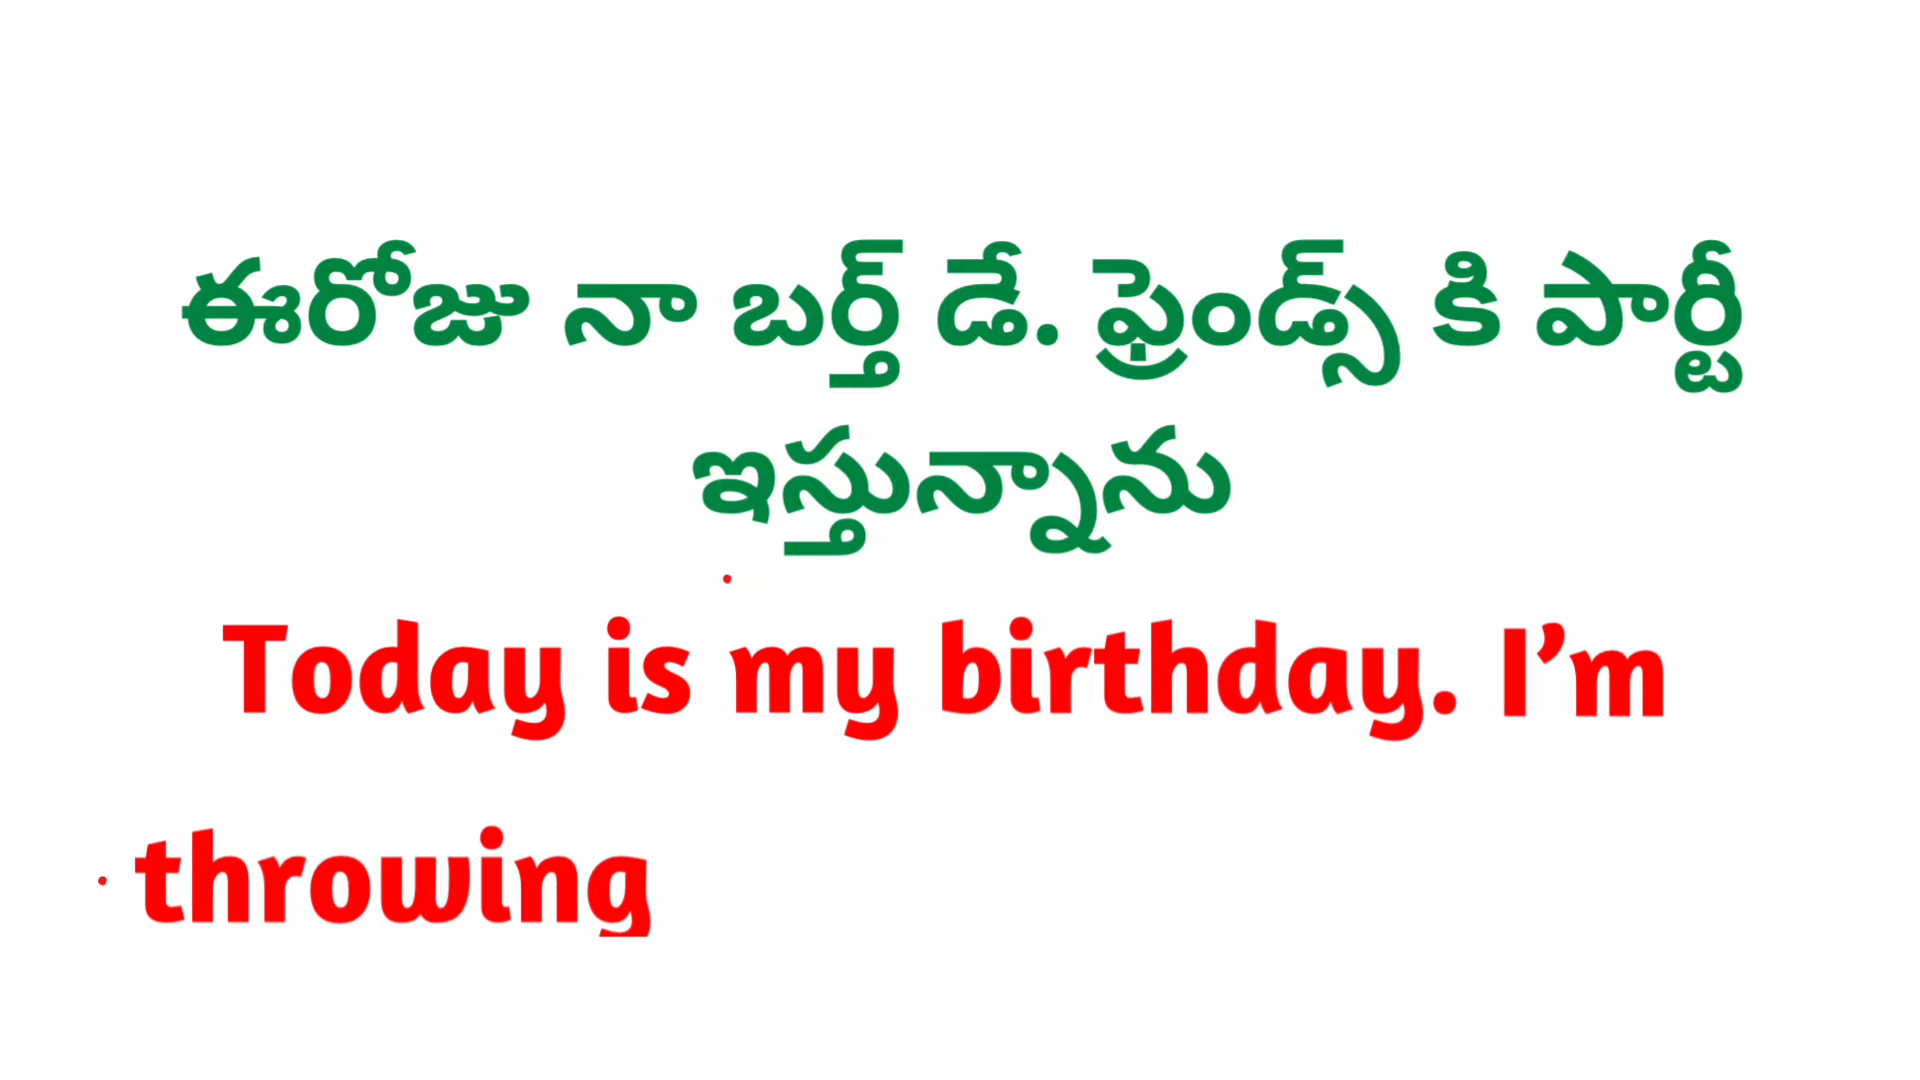 ఈరోజు నా బర్త్ డే. ఫ్రెండ్స్ కి పార్టీ
ఇస్తున్నాను
Today is my birthday. I’m
throwing